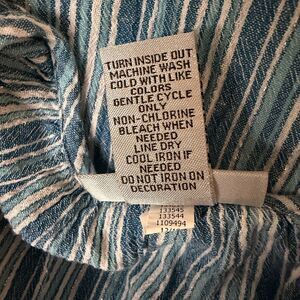 TURN INSIDE OUT
MACHINE WASH
COLD WITH LIKE
COLORS
GENTLE CYCLE
ONLY
NON-CHLORINE
BLEACH WHEN
NEEDED
LINE DRY
COOL IRON IF
NEEDED
DO NOT IRON ON
DECORATION
133545
133544
1109494